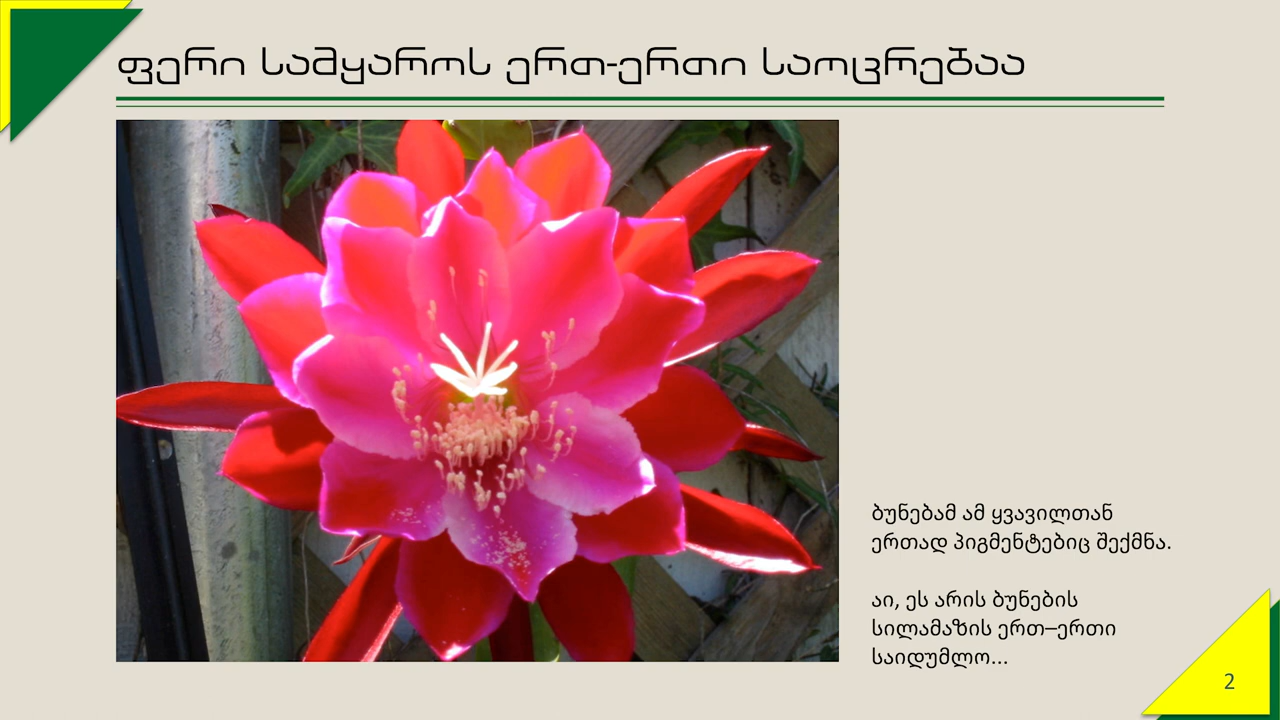 ფერი სამყაროს ერთ-ერთი საოცრებაა
ბუნებამ ამ ყვავილთან
ერთად პიგმენტებიც შექმნა.
აი, ეს არის ბუნების
სილამაზის ერთ–ერთი
საიდუმლო...
2